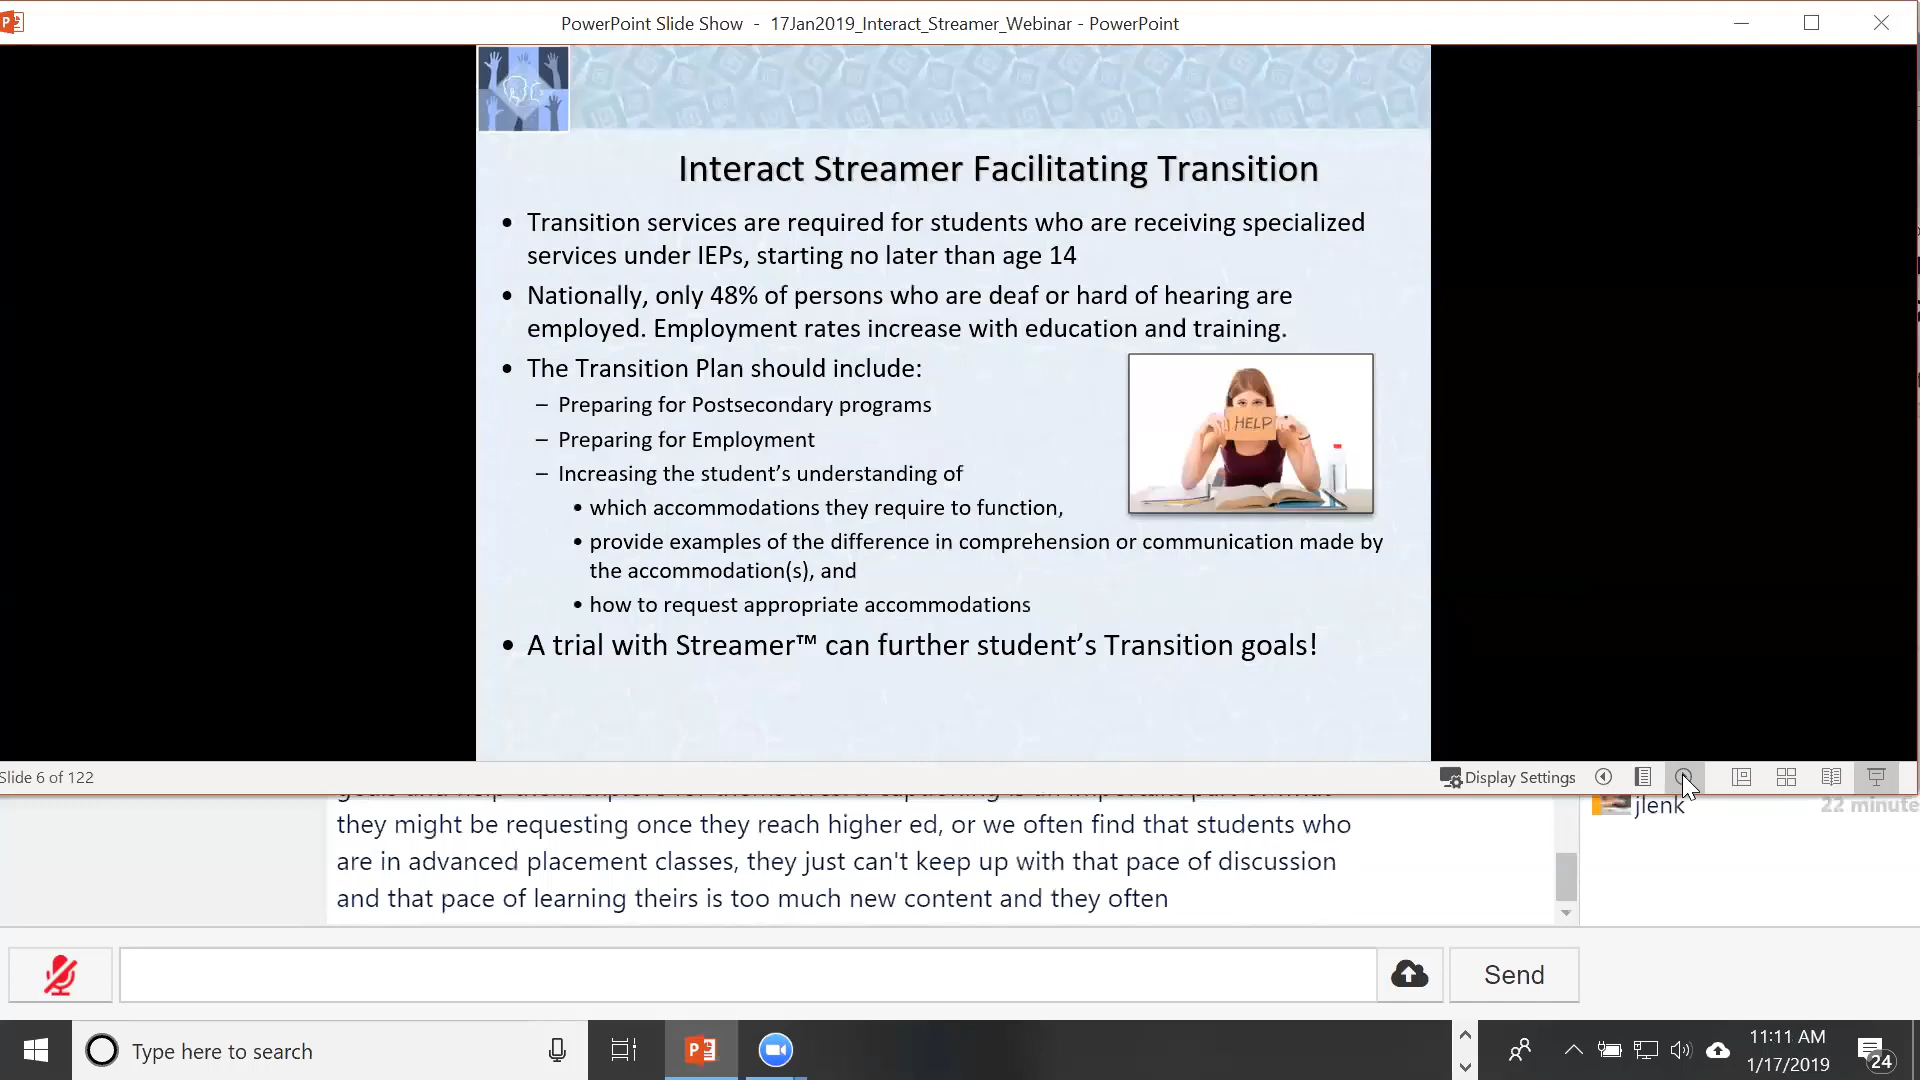 PowerPoint Slide Show - 17Jan2019_Interact_Streamer_Webinar - PowerPoint
Interact Streamer Facilitating Transition
• Transition services are required for students who are receiving specialized
services under IEPs, starting no later than age 14
• Nationally, only 48% of persons who are deaf or hard of hearing are
employed. Employment rates increase with education and training.
• The Transition Plan should include:
– Preparing for Postsecondary programs
– Preparing for Employment
– Increasing the student's understanding of
• which accommodations they require to function,
• provide examples of the difference in comprehension or communication made by
the accommodation(s), and
• how to request appropriate accommodations
• A trial with Streamer™ can further student's Transition goals!
HELP
Slide 6 of 122
Display Settings
they might be requesting once they reach higher ed, or we often find that students who
are in advanced placement classes, they just can't keep up with that pace of discussion
and that pace of learning theirs is too much new content and they often
jlenk
22 minute
Send
Type here to search
11:11 AM
1/17/2019
24